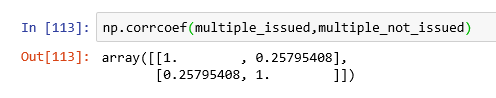 In [113]: np.corrcoef(multiple_issued,multiple_not_issued)
Out[113]: array([[1.        , 0.25795408],
       [0.25795408, 1.        ]])